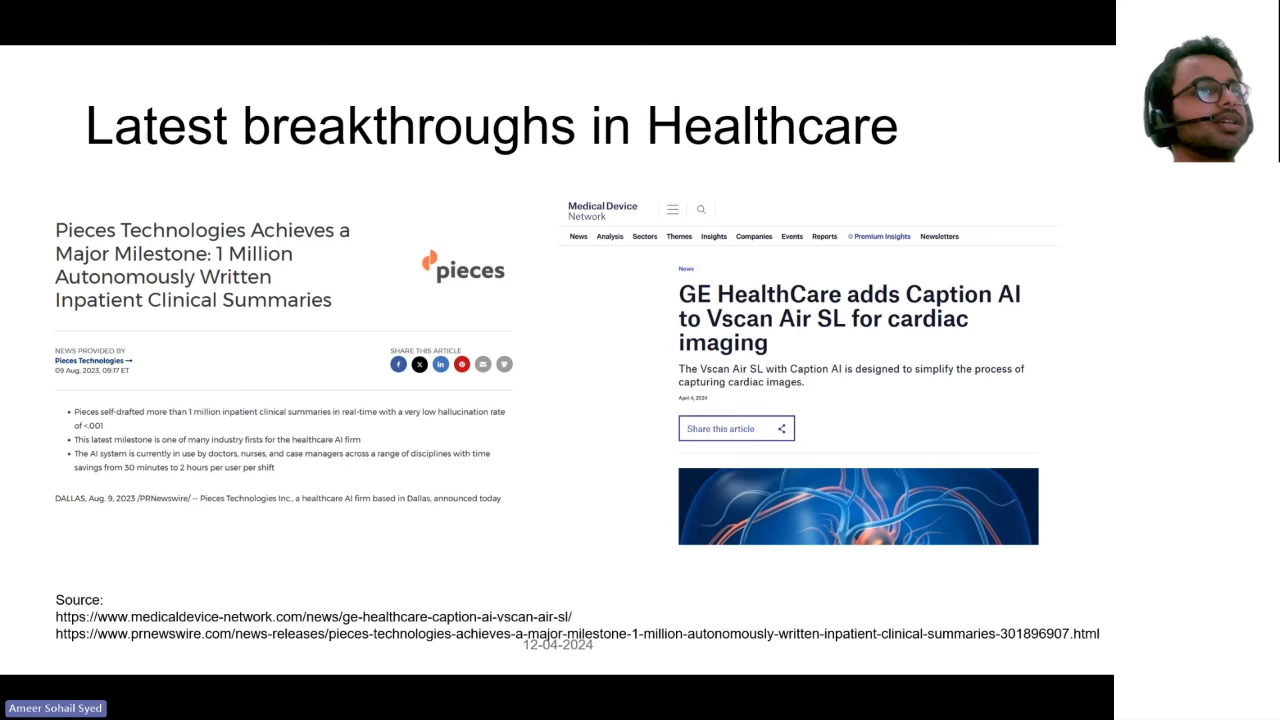 Latest breakthroughs in Healthcare
Pieces Technologies Achieves a
Major Milestone: 1 Million
Autonomously Written
Inpatient Clinical Summaries
pieces
NEWS PROVIDED BY
Pieces Technologies →
09 Aug, 2023, 09:17 ET
SHARE THIS ARTICLE
• Pieces self-drafted more than 1 million inpatient clinical summaries in real-time with a very low hallucination rate
of <.001
• This latest milestone is one of many industry firsts for the healthcare AI firm
• The AI system is currently in use by doctors, nurses, and case managers across a range of disciplines with time
savings from 30 minutes to 2 hours per user per shift
DALLAS, Aug. 9, 2023 /PRNewswire/ -- Pieces Technologies Inc., a healthcare AI firm based in Dallas, announced today
Medical Device
Network
News Analysis Sectors Themes Insights Companies Events Reports Premium Insights Newsletters
News
GE HealthCare adds Caption AI
to Vscan Air SL for cardiac
imaging
The Vscan Air SL with Caption AI is designed to simplify the process of
capturing cardiac images.
April 4, 2024
Share this article
Source:
https://www.medicaldevice-network.com/news/ge-healthcare-caption-ai-vscan-air-sl/
https://www.prnewswire.com/news-releases/pieces-technologies-achieves-a-major-milestone-1-million-autonomously-written-inpatient-clinical-summaries-301896907.html
12-04-2024
Ameer Sohail Syed